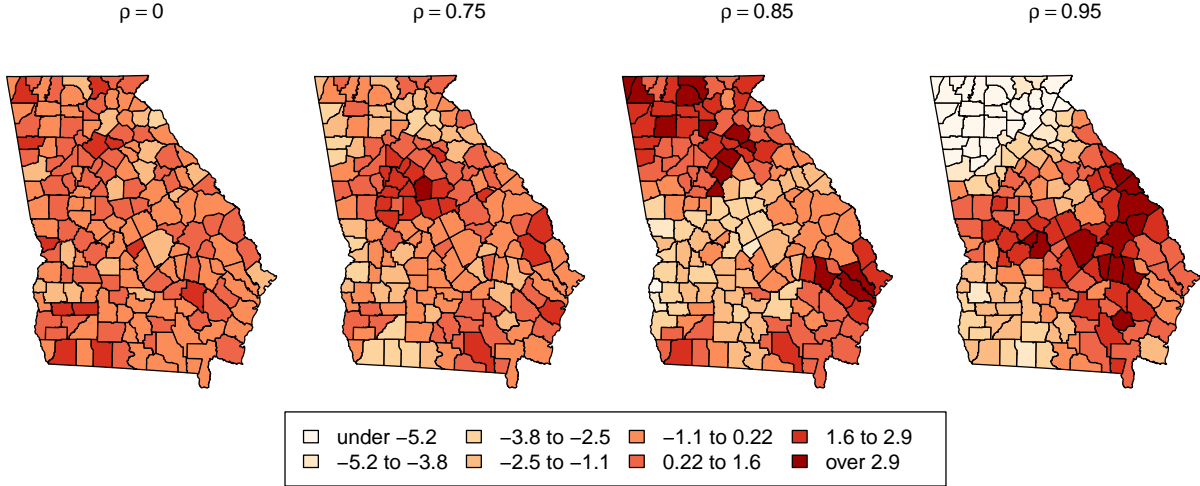 ρ = 0 ρ = 0.75 ρ = 0.85 ρ = 0.95
under −5.2 −3.8 to −2.5 −1.1 to 0.22 1.6 to 2.9
−5.2 to −3.8 −2.5 to −1.1 0.22 to 1.6 over 2.9